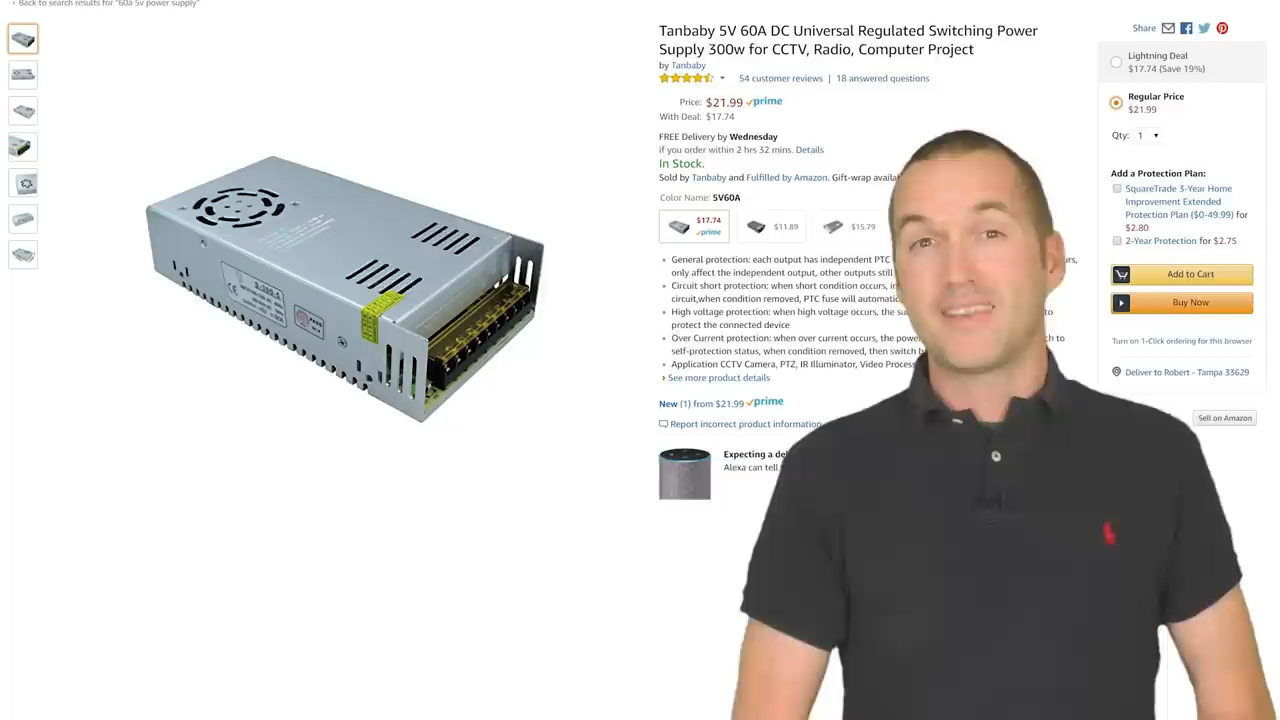 ‹ Back to search results for "60a 5v power supply"
Tanbaby 5V 60A DC Universal Regulated Switching Power
Supply 300w for CCTV, Radio, Computer Project
by Tanbaby
54 customer reviews | 18 answered questions
Price: $21.99 prime
With Deal: $17.74
FREE Delivery by Wednesday
if you order within 2 hrs 32 mins. Details
In Stock.
Sold by Tanbaby and Fulfilled by Amazon. Gift-wrap
Color Name: 5V60A
$17.74
prime
$11.89
$15.79
General protection: each output has independent PTC
only affect the independent output, other outputs still
Circuit short protection: when short condition occurs,
circuit,when condition removed, PTC fuse will
High voltage protection: when high voltage occurs, the
to
protect the connected device
Over Current protection: when over current occurs, the
to
self-protection status, when condition removed, then switch
Application CCTV Camera, PTZ, IR Illuminator, Video
› See more product details
New (1) from $21.99 prime
Report incorrect product information
Expecting a
Alexa can tell
Share
Lightning Deal
$17.74 (Save 19%)
Regular Price
$21.99
Qty: 1
Add a Protection Plan:
SquareTrade 3-Year Home
Improvement Extended
Protection Plan ($0-49.99) for
$2.80
2-Year Protection for $2.75
Add to Cart
Buy Now
Turn on 1-Click ordering for this browser
Deliver to Robert - Tampa 33629
Sell on Amazon